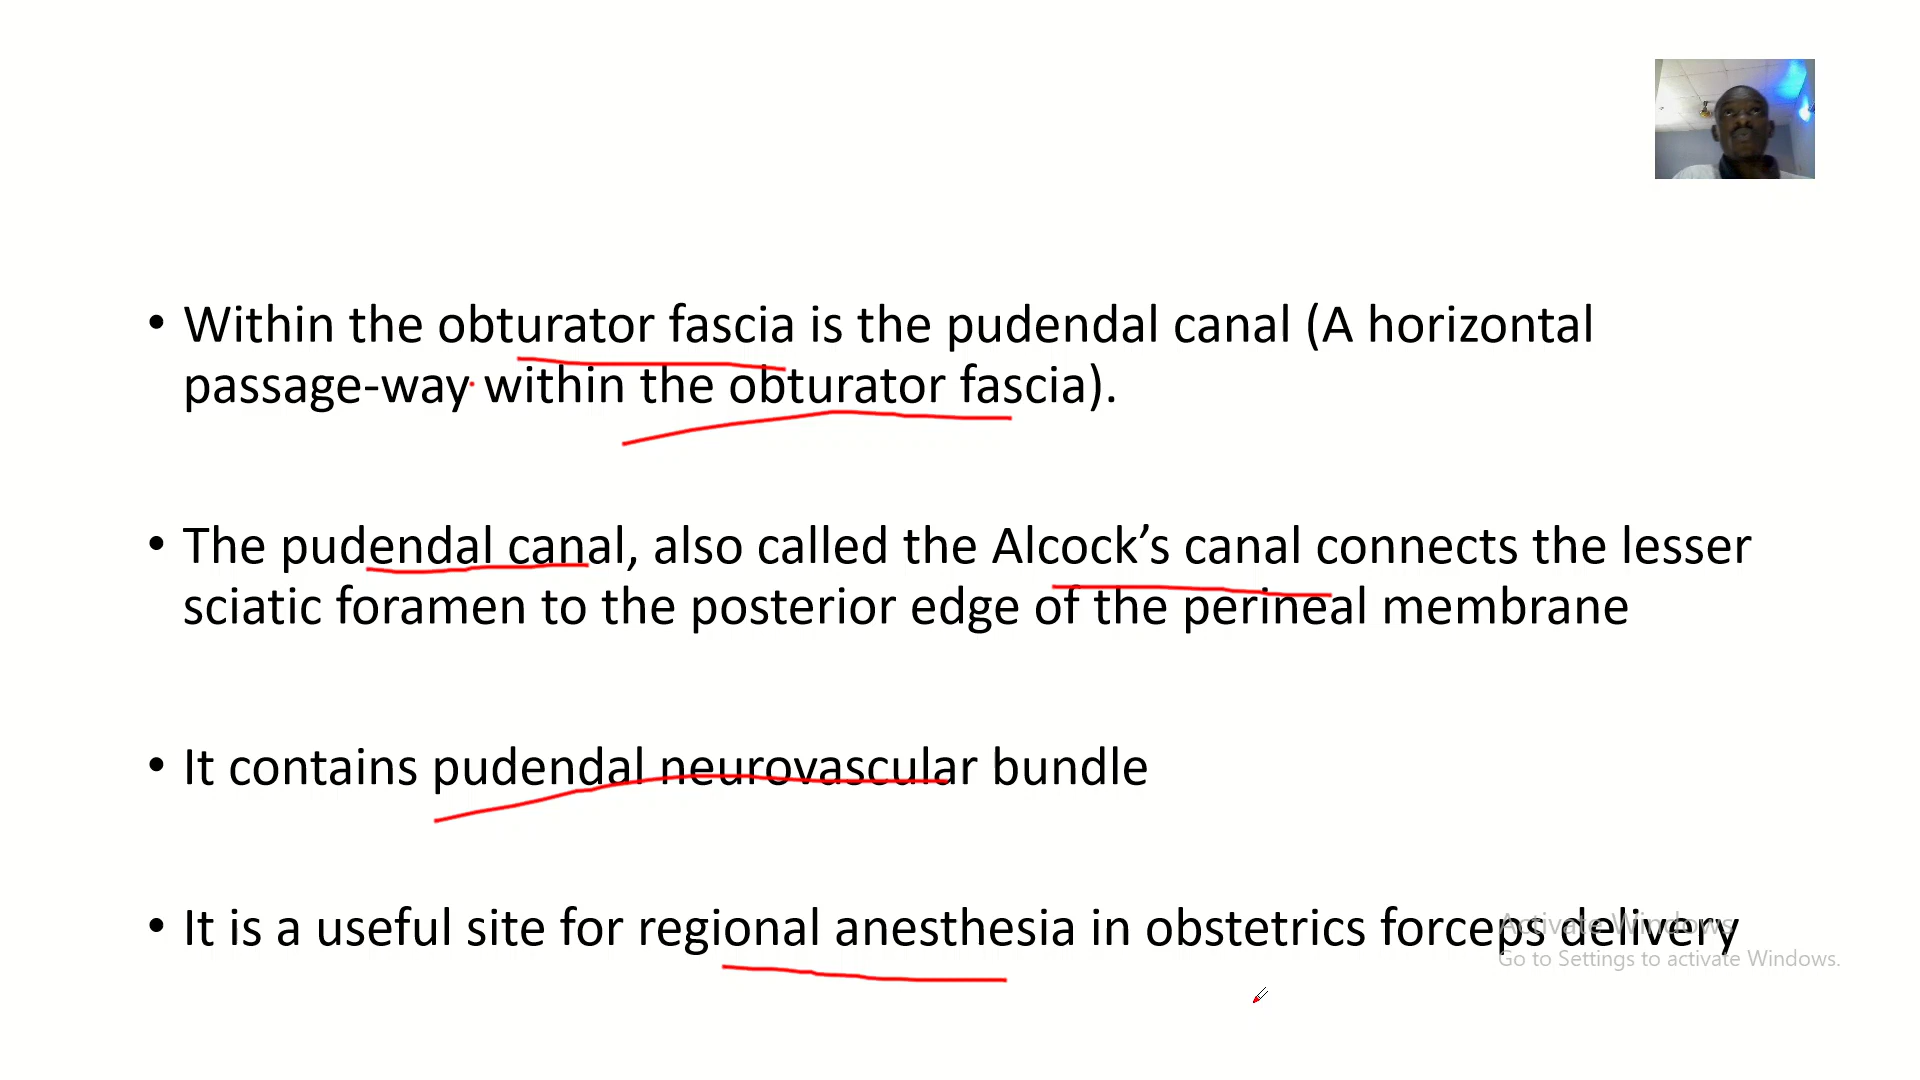 • Within the obturator fascia is the pudendal canal (A horizontal
passage-way within the obturator fascia).
• The pudendal canal, also called the Alcock’s canal connects the lesser
sciatic foramen to the posterior edge of the perineal membrane
• It contains pudendal neurovascular bundle
• It is a useful site for regional anesthesia in obstetrics forceps delivery
Activate Windows
Go to Settings to activate Windows.